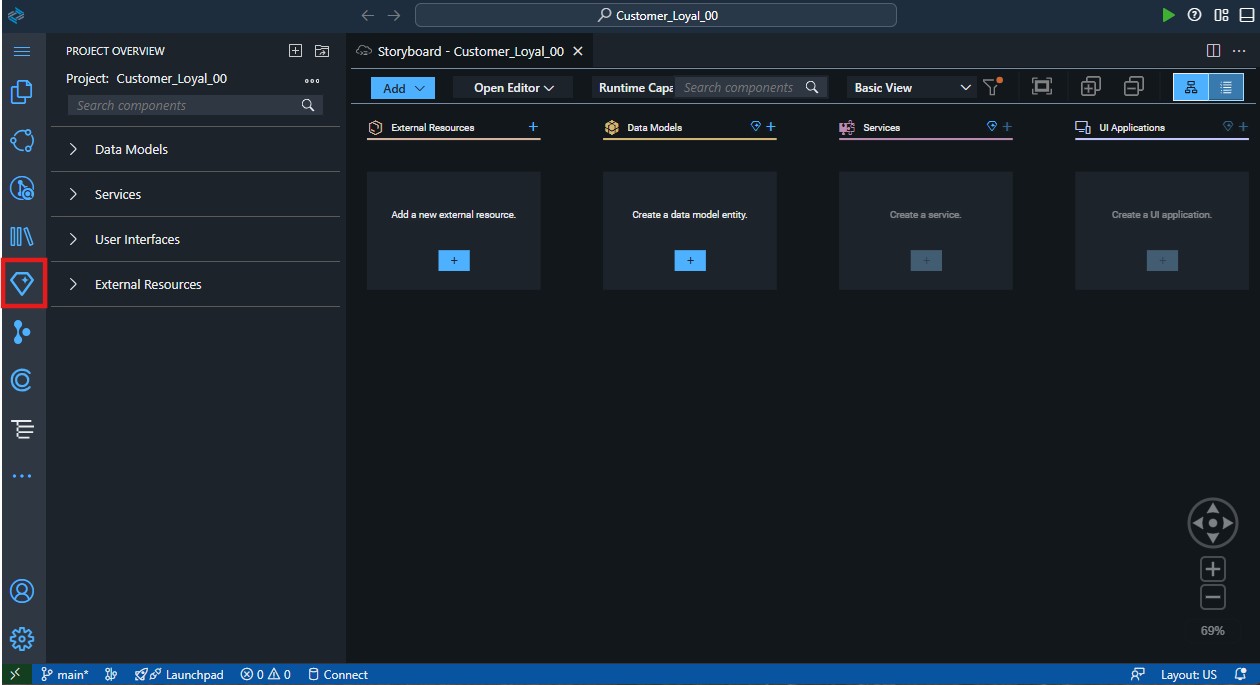 Customer_Loyal_00
PROJECT OVERVIEW
Project: Customer_Loyal_00
Search components
Data Models
Services
User Interfaces
External Resources
Storyboard - Customer_Loyal_00
Add
Open Editor
Runtime Capa
Search components
Basic View
External Resources
Data Models
Services
UI Applications
Add a new external resource.
Create a data model entity.
Create a service.
Create a UI application.
69%
main*
Launchpad
0
0
Connect
Layout: US